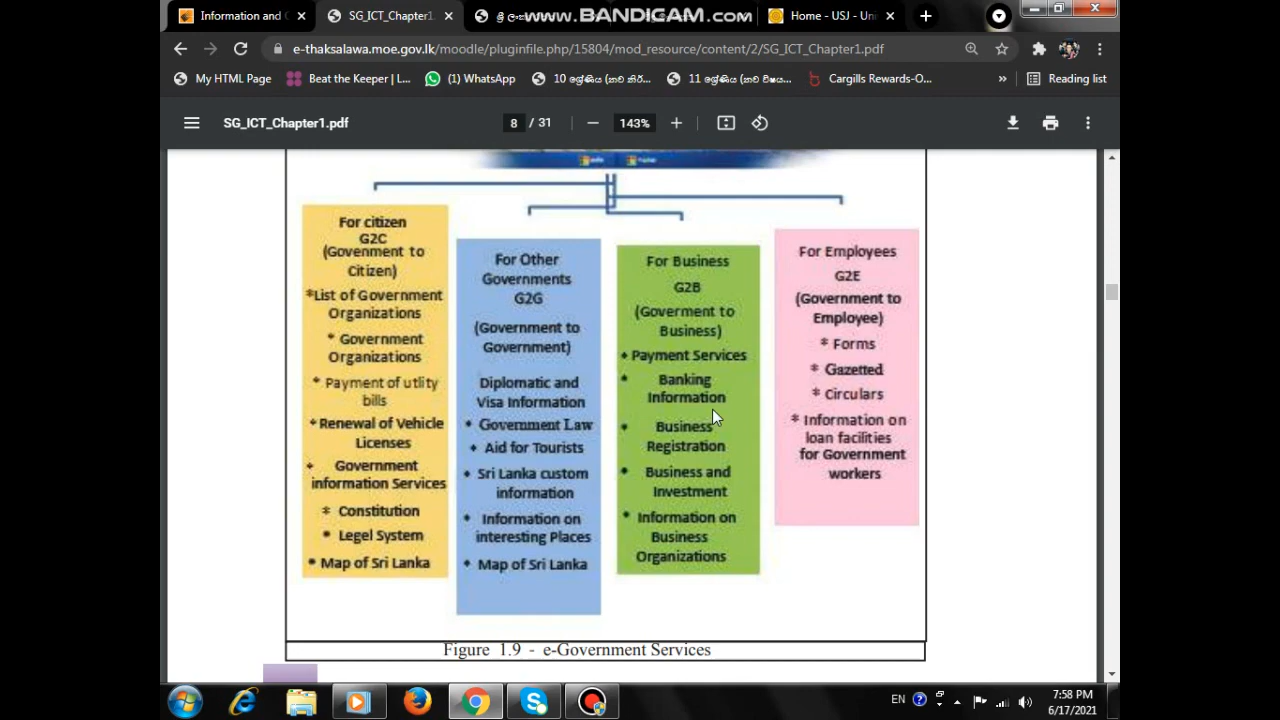 Information and
SG_ICT_Chapter1
www.BANDICAM.com
Home - USJ - Uni
e-thaksalawa.moe.gov.lk/moodle/pluginfile.php/15804/mod_resource/content/2/SG_ICT_Chapter1.pdf
My HTML Page
Beat the Keeper | L...
(1) WhatsApp
10 ශ්‍රේණිය (නව නිර්...
11 ශ්‍රේණිය (නව විෂය...
Cargills Rewards-O...
»
Reading list
SG_ICT_Chapter1.pdf
8 / 31
143%
For citizen
G2C
(Govenment to
Citizen)
*List of Government
Organizations
* Government
Organizations
* Payment of utlity
bills
* Renewal of Vehicle
Licenses
* Government
information Services
* Constitution
* Legel System
* Map of Sri Lanka
For Other
Governments
G2G
(Government to
Government)
Diplomatic and
Visa Information
* Government Law
* Aid for Tourists
* Sri Lanka custom
information
* Information on
interesting Places
* Map of Sri Lanka
For Business
G2B
(Goverment to
Business)
* Payment Services
* Banking
Information
* Business
Registration
* Business and
Investment
* Information on
Business
Organizations
For Employees
G2E
(Government to
Employee)
* Forms
* Gazetted
* Circulars
* Information on
loan facilities
for Government
workers
Figure 1.9 - e-Government Services
EN
7:58 PM
6/17/2021